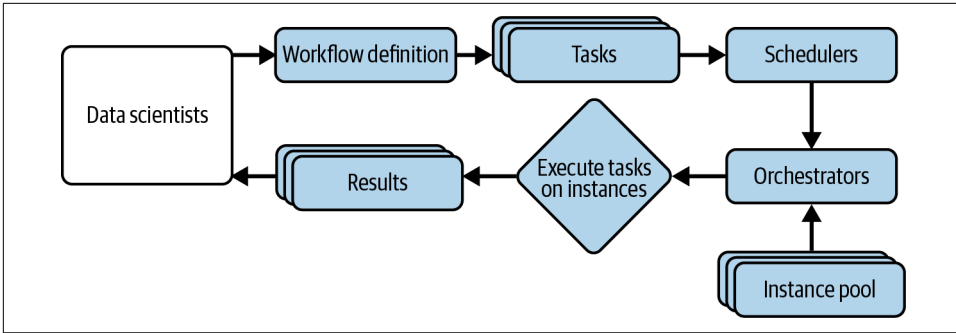 Data scientists
Workflow definition
Tasks
Schedulers
Orchestrators
Instance pool
Execute tasks
on instances
Results